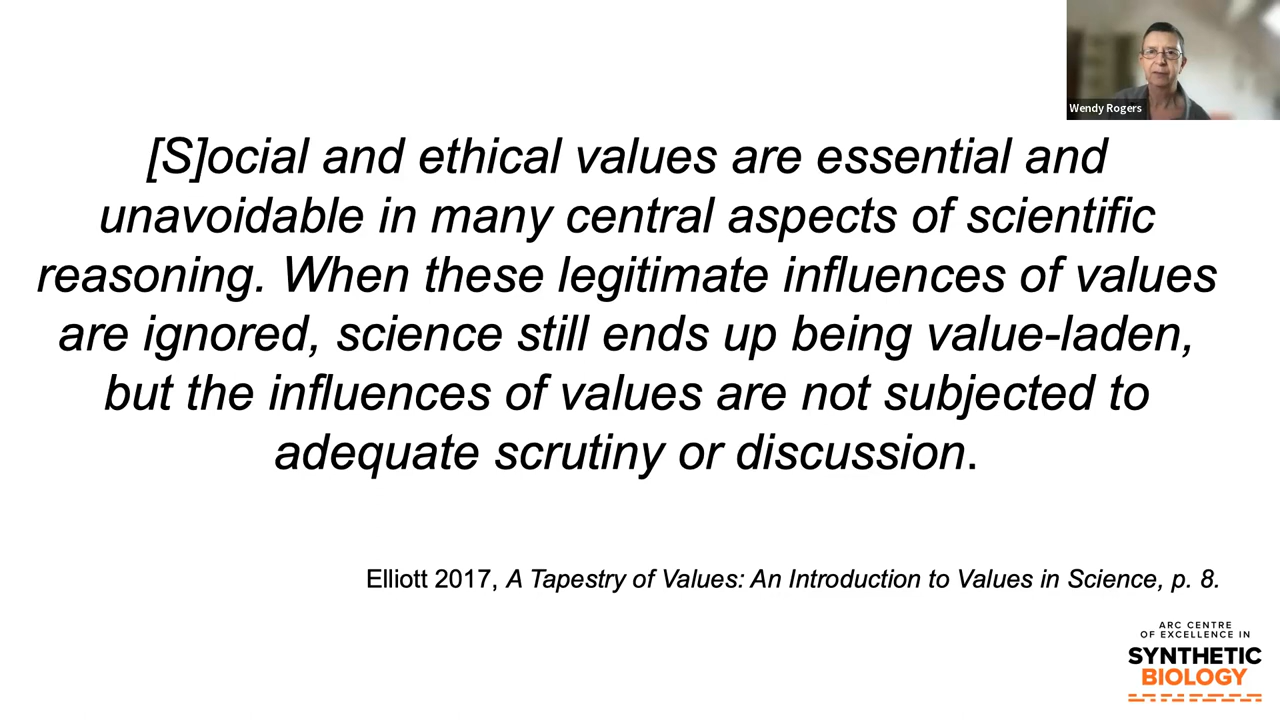 Wendy Rogers
[S]ocial and ethical values are essential and
unavoidable in many central aspects of scientific
reasoning. When these legitimate influences of values
are ignored, science still ends up being value-laden,
but the influences of values are not subjected to
adequate scrutiny or discussion.
Elliott 2017, A Tapestry of Values: An Introduction to Values in Science, p. 8.
ARC CENTRE
OF EXCELLENCE IN
SYNTHETIC
BIOLOGY